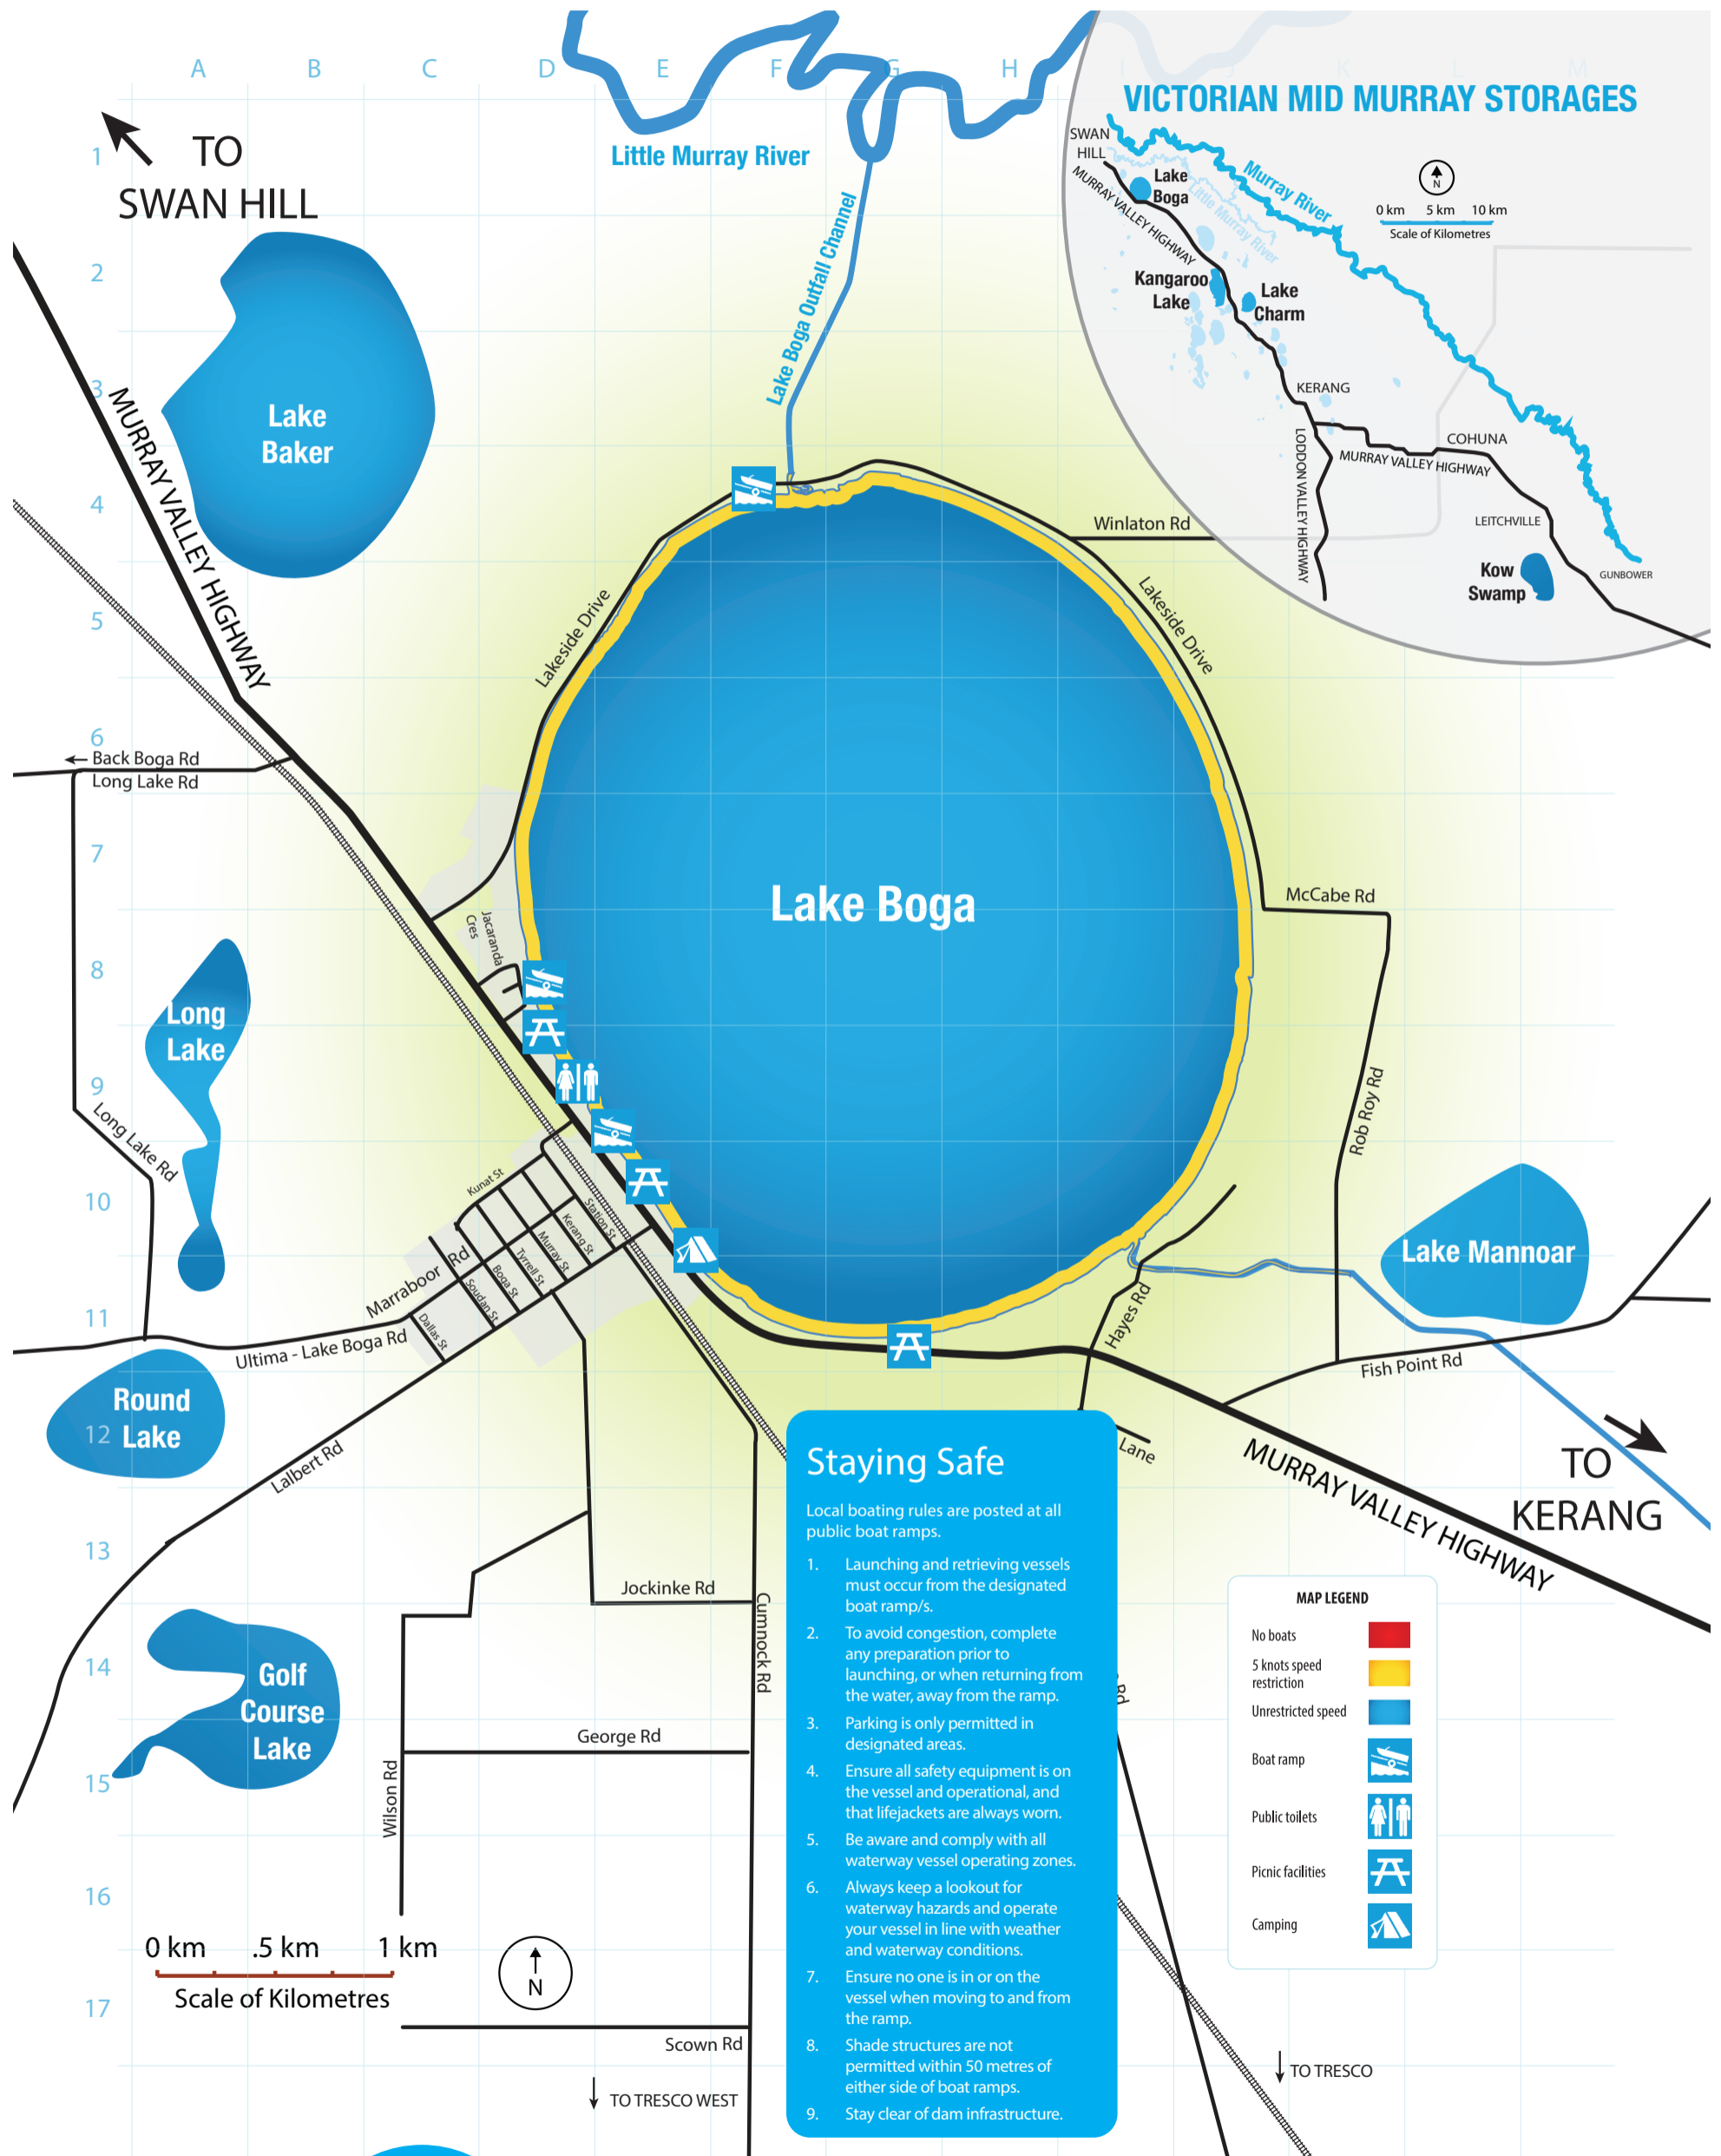 A
B
C
D
E
F
G
H
I
J
K
L
M
1
2
3
4
5
6
7
8
9
10
11
12
13
14
15
16
17
TO
SWAN HILL
Little Murray River
Lake Boga Outfall Channel
VICTORIAN MID MURRAY STORAGES
SWAN
HILL
Lake
Boga
MURRAY VALLEY HIGHWAY
Little Murray River
Murray River
N
0 km 5 km 10 km
Scale of Kilometres
Kangaroo
Lake
Lake
Charm
KERANG
COHUNA
MURRAY VALLEY HIGHWAY
LODDON VALLEY HIGHWAY
LEITCHVILLE
Kow
Swamp
GUNBOWER
Lake
Baker
MURRAY VALLEY HIGHWAY
Winlaton Rd
Lakeside Drive
Lakeside Drive
Back Boga Rd
Long Lake Rd
Lake Boga
McCabe Rd
Jacaranda
Cres
Long
Lake
Long Lake Rd
Rob Roy Rd
Kunat St
Station St
Kerang St
Murray St
Tyrrell St
Boga St
Soudan St
Dallas St
Marraboor Rd
Ultima - Lake Boga Rd
Lake Mannoar
Hayes Rd
Fish Point Rd
Round
Lake
Lalbert Rd
Lane
MURRAY VALLEY HIGHWAY
TO
KERANG
Jockinke Rd
Cumnock Rd
Rd
Golf
Course
Lake
George Rd
Wilson Rd
Scown Rd
TO TRESCO WEST
TO TRESCO
0 km .5 km 1 km
Scale of Kilometres
N
Staying Safe
Local boating rules are posted at all
public boat ramps.
1. Launching and retrieving vessels
must occur from the designated
boat ramp/s.
2. To avoid congestion, complete
any preparation prior to
launching, or when returning from
the water, away from the ramp.
3. Parking is only permitted in
designated areas.
4. Ensure all safety equipment is on
the vessel and operational, and
that lifejackets are always worn.
5. Be aware and comply with all
waterway vessel operating zones.
6. Always keep a lookout for
waterway hazards and operate
your vessel in line with weather
and waterway conditions.
7. Ensure no one is in or on the
vessel when moving to and from
the ramp.
8. Shade structures are not
permitted within 50 metres of
either side of boat ramps.
9. Stay clear of dam infrastructure.
MAP LEGEND
No boats
5 knots speed
restriction
Unrestricted speed
Boat ramp
Public toilets
Picnic facilities
Camping